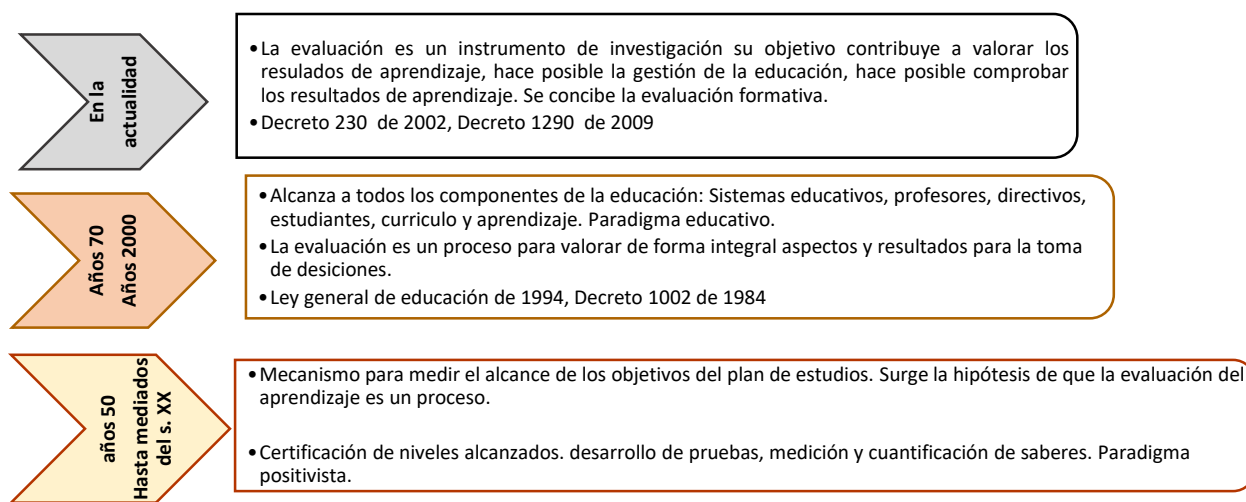 En la
actualidad
•La evaluación es un instrumento de investigación su objetivo contribuye a valorar los
resulados de aprendizaje, hace posible la gestión de la educación, hace posible comprobar
los resultados de aprendizaje. Se concibe la evaluación formativa.
•Decreto 230 de 2002, Decreto 1290 de 2009
Años 70
Años 2000
•Alcanza a todos los componentes de la educación: Sistemas educativos, profesores, directivos,
estudiantes, curriculo y aprendizaje. Paradigma educativo.
•La evaluación es un proceso para valorar de forma integral aspectos y resultados para la toma
de desiciones.
•Ley general de educación de 1994, Decreto 1002 de 1984
años 50
Hasta mediados
del s. XX
•Mecanismo para medir el alcance de los objetivos del plan de estudios. Surge la hipótesis de que la evaluación del
aprendizaje es un proceso.
•Certificación de niveles alcanzados. desarrollo de pruebas, medición y cuantificación de saberes. Paradigma
positivista.